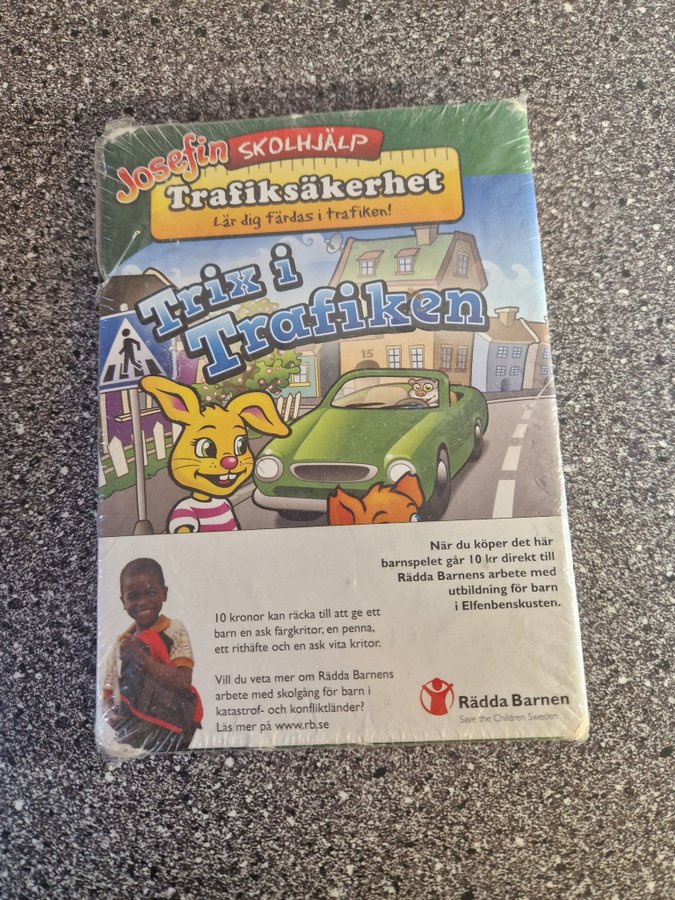 Josefin SKOLHJÄLP
Trafiksäkerhet
Lär dig färdas i trafiken!
Trix i
Trafiken
15
När du köper det här
barnspelet går 10 kr direkt till
Rädda Barnens arbete med
utbildning för barn
i Elfenbenskusten.
10 kronor kan räcka till att ge ett
barn en ask färgkritor, en penna,
ett rithäfte och en ask vita kritor.
Vill du veta mer om Rädda Barnens
arbete med skolgång för barn i
katastrof- och konfliktländer?
Läs mer på www.rb.se
Rädda Barnen
Save the Children Sweden